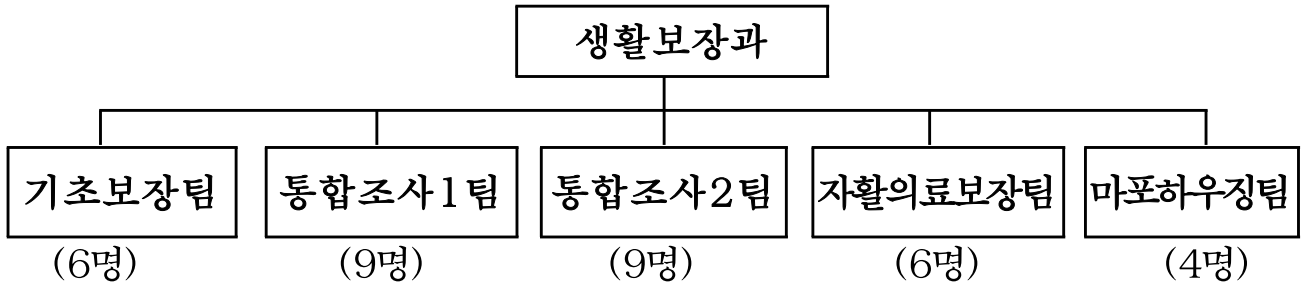 생활보장과
기초보장팀 통합조사1팀 통합조사2팀 자활의료보장팀 마포하우징팀
(6명) (9명) (9명) (6명) (4명)